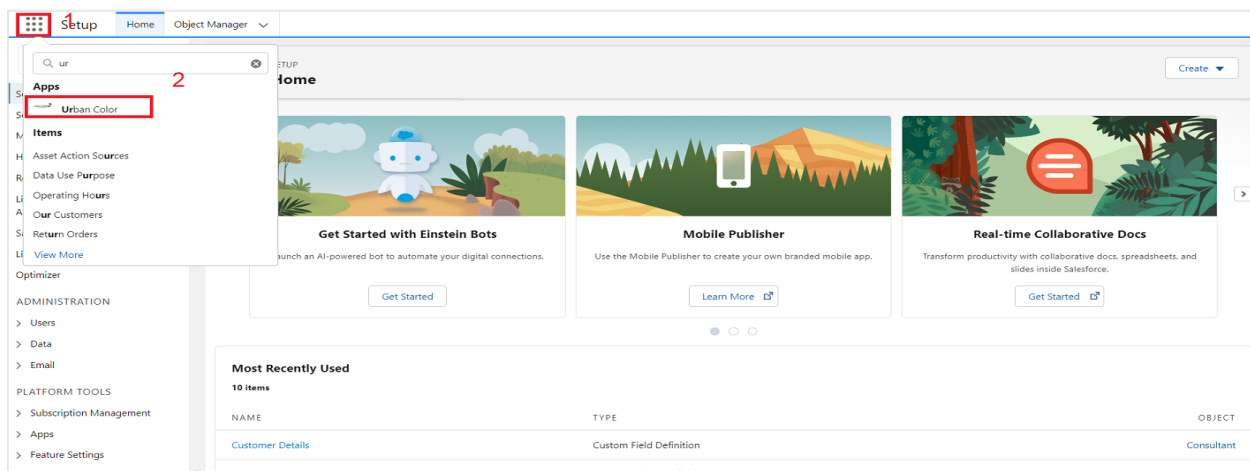 1
Setup
Home
Object Manager
ur
2
Apps
Urban Color
Items
Asset Action Sources
Data Use Purpose
Operating Hours
Our Customers
Return Orders
View More
Optimizer
ADMINISTRATION
Users
Data
Email
PLATFORM TOOLS
Subscription Management
Apps
Feature Settings
ETUP
Home
Create
Get Started with Einstein Bots
aunch an AI-powered bot to automate your digital connections.
Get Started
Mobile Publisher
Use the Mobile Publisher to create your own branded mobile app.
Learn More
Real-time Collaborative Docs
Transform productivity with collaborative docs, spreadsheets, and
slides inside Salesforce.
Get Started
Most Recently Used
10 items
NAME TYPE OBJECT
Customer Details Custom Field Definition Consultant